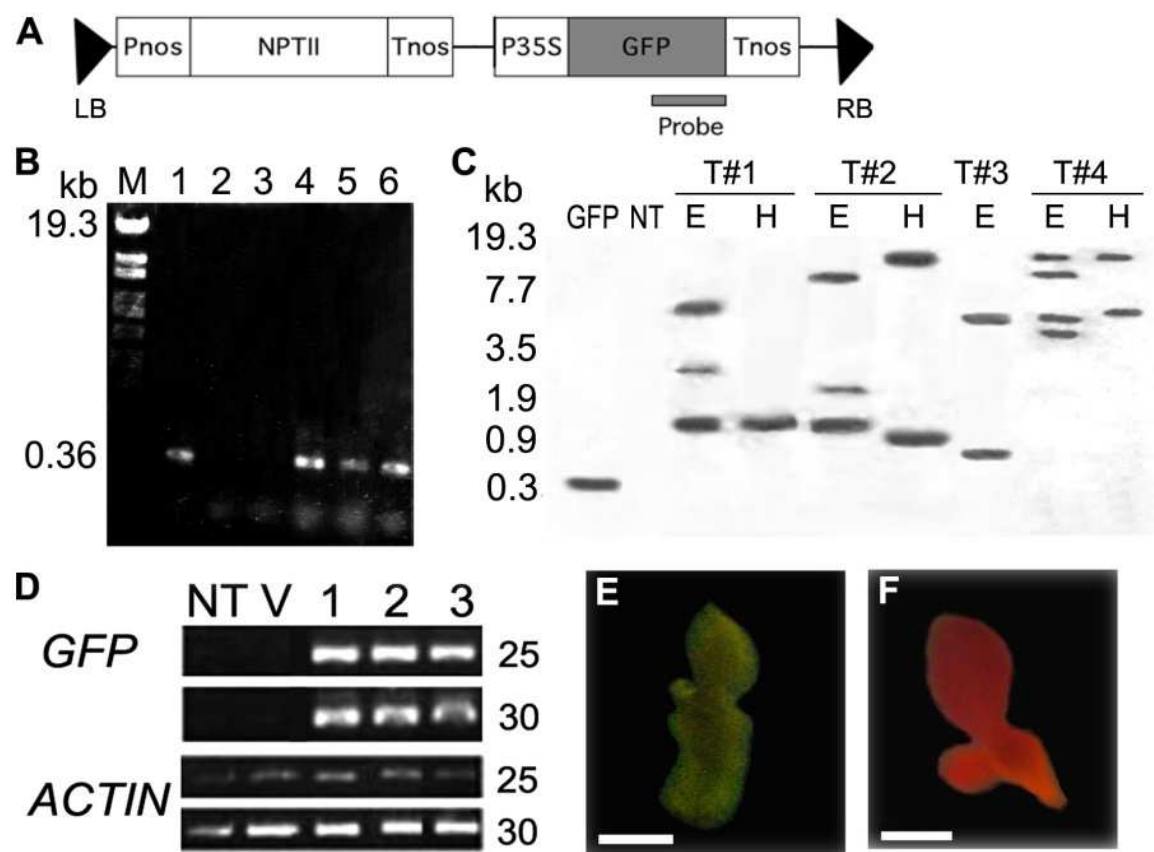 A
Pnos NPTII Tnos P35S GFP Tnos
LB Probe RB
B
kb M 1 2 3 4 5 6
19.3
0.36
C
T#1 T#2 T#3 T#4
kb GFP NT E H E H E E H
19.3
7.7
3.5
1.9
0.9
0.3
D
NT V 1 2 3
GFP 25
30
ACTIN 25
30
E
F